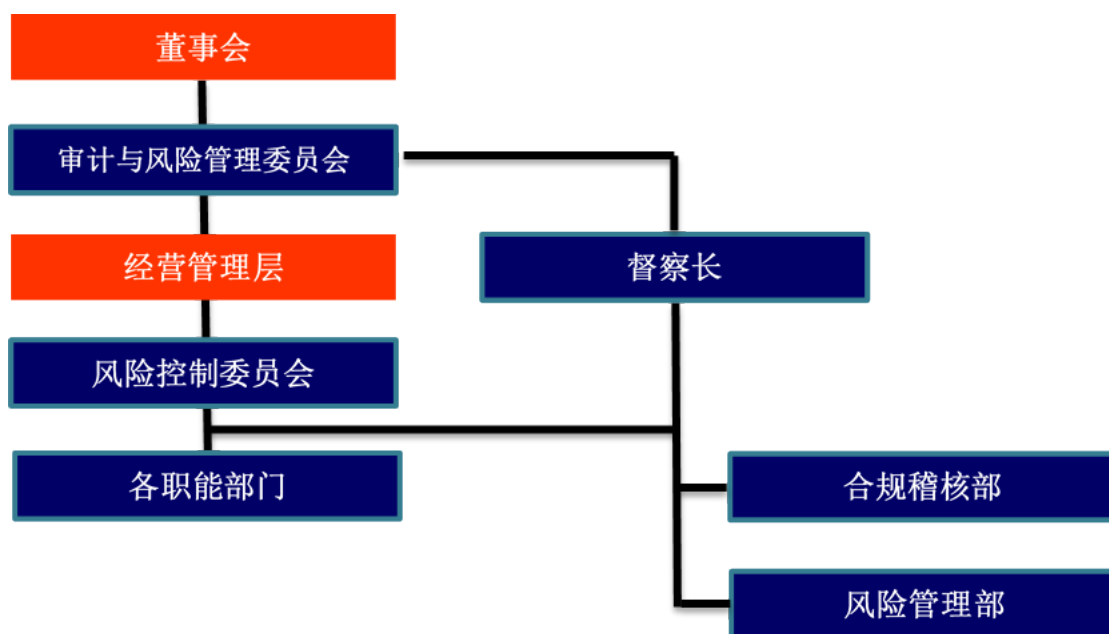 董事会
审计与风险管理委员会
经营管理层
督察长
风险控制委员会
各职能部门
合规稽核部
风险管理部